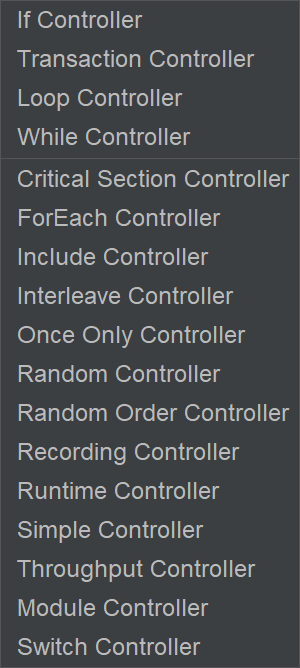 If Controller
Transaction Controller
Loop Controller
While Controller
Critical Section Controller
ForEach Controller
Include Controller
Interleave Controller
Once Only Controller
Random Controller
Random Order Controller
Recording Controller
Runtime Controller
Simple Controller
Throughput Controller
Module Controller
Switch Controller